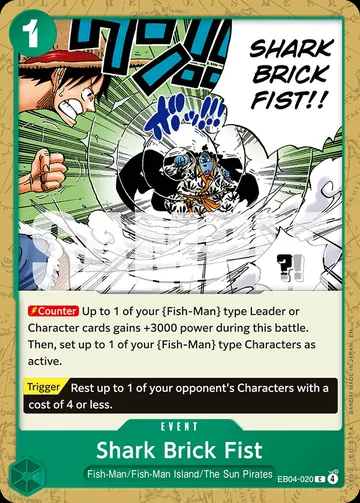 1
SHARK
BRICK
FIST!!
?!
Counter Up to 1 of your {Fish-Man} type Leader or
Character cards gains +3000 power during this battle.
Then, set up to 1 of your {Fish-Man} type Characters as
active.
Trigger Rest up to 1 of your opponent's Characters with a
cost of 4 or less.
EVENT
Shark Brick Fist
Fish-Man/Fish-Man Island/The Sun Pirates
EB04-020 C 4